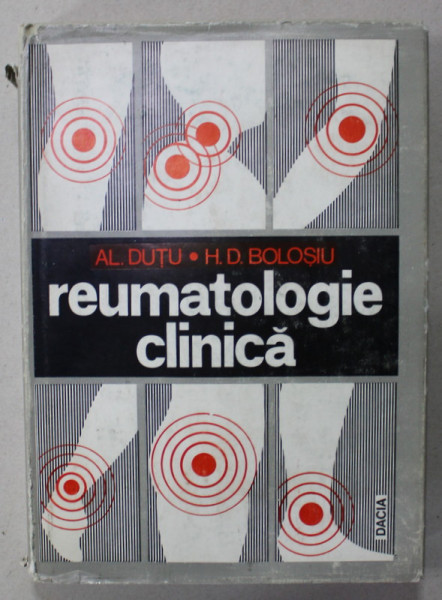 AL. DUȚU • H. D. BOLOȘIU
reumatologie
clinică
DACIA